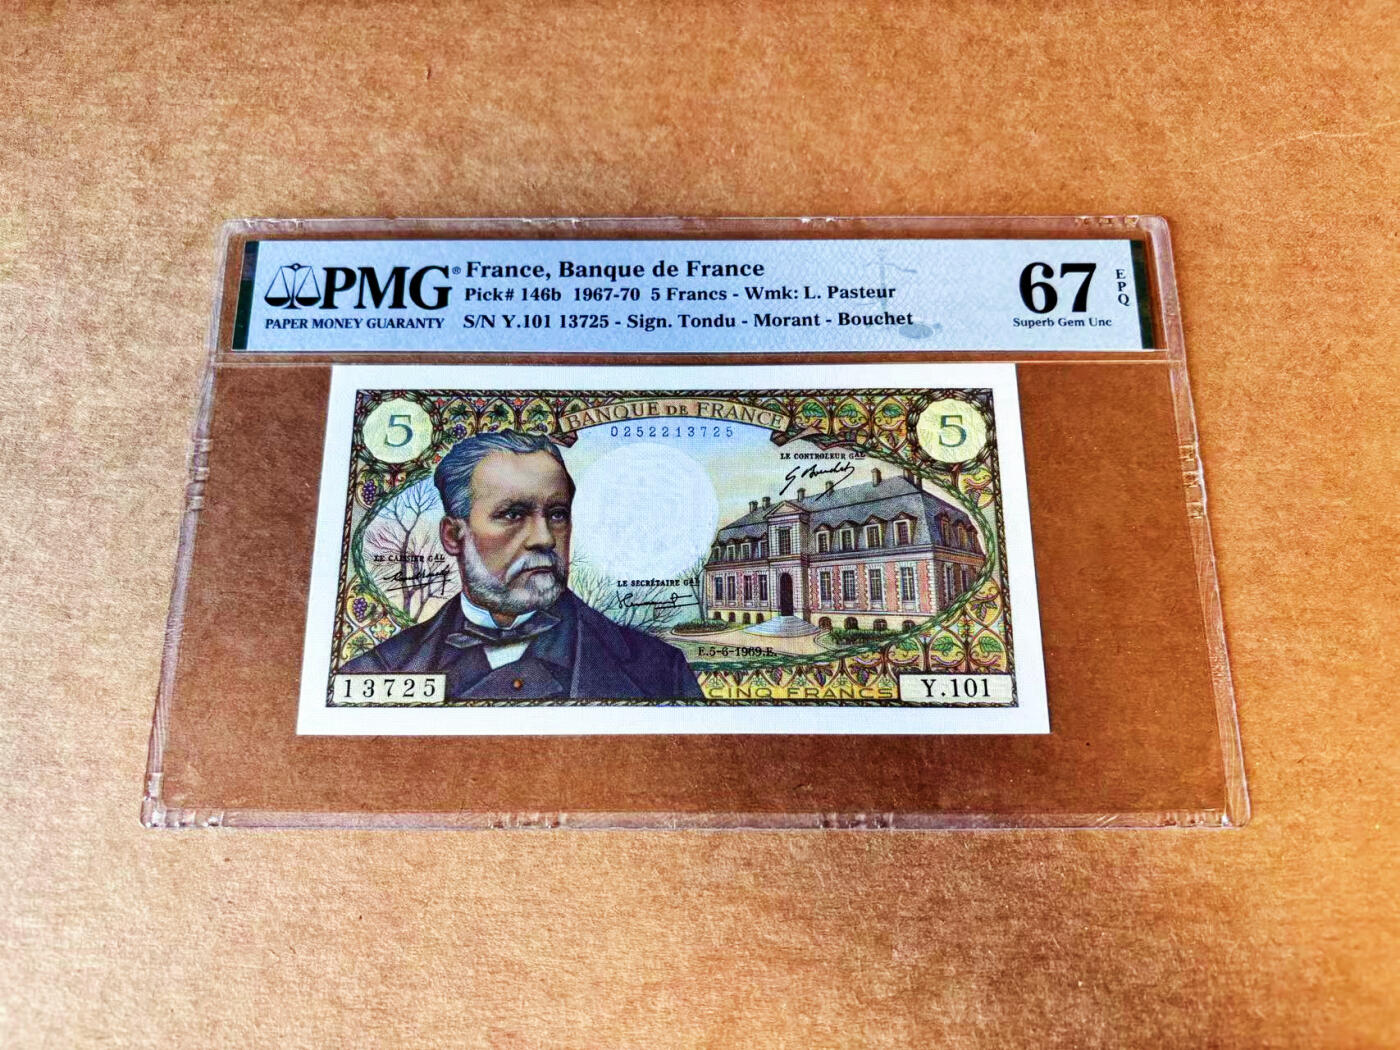 PMG®
PAPER MONEY GUARANTY
France, Banque de France
Pick# 146b 1967-70 5 Francs - Wmk: L. Pasteur
S/N Y.101 13725 - Sign. Tondu - Morant - Bouchet
67
EPQ
Superb Gem Unc
5
BANQUE DE FRANCE
5
0252213725
LE CONTROLEUR GAL
G Bouchet
LE CAISSIER GAL
LE SECRÉTAIRE GAL
E.5-6-1969.E.
13725
CINQ FRANCS
Y.101